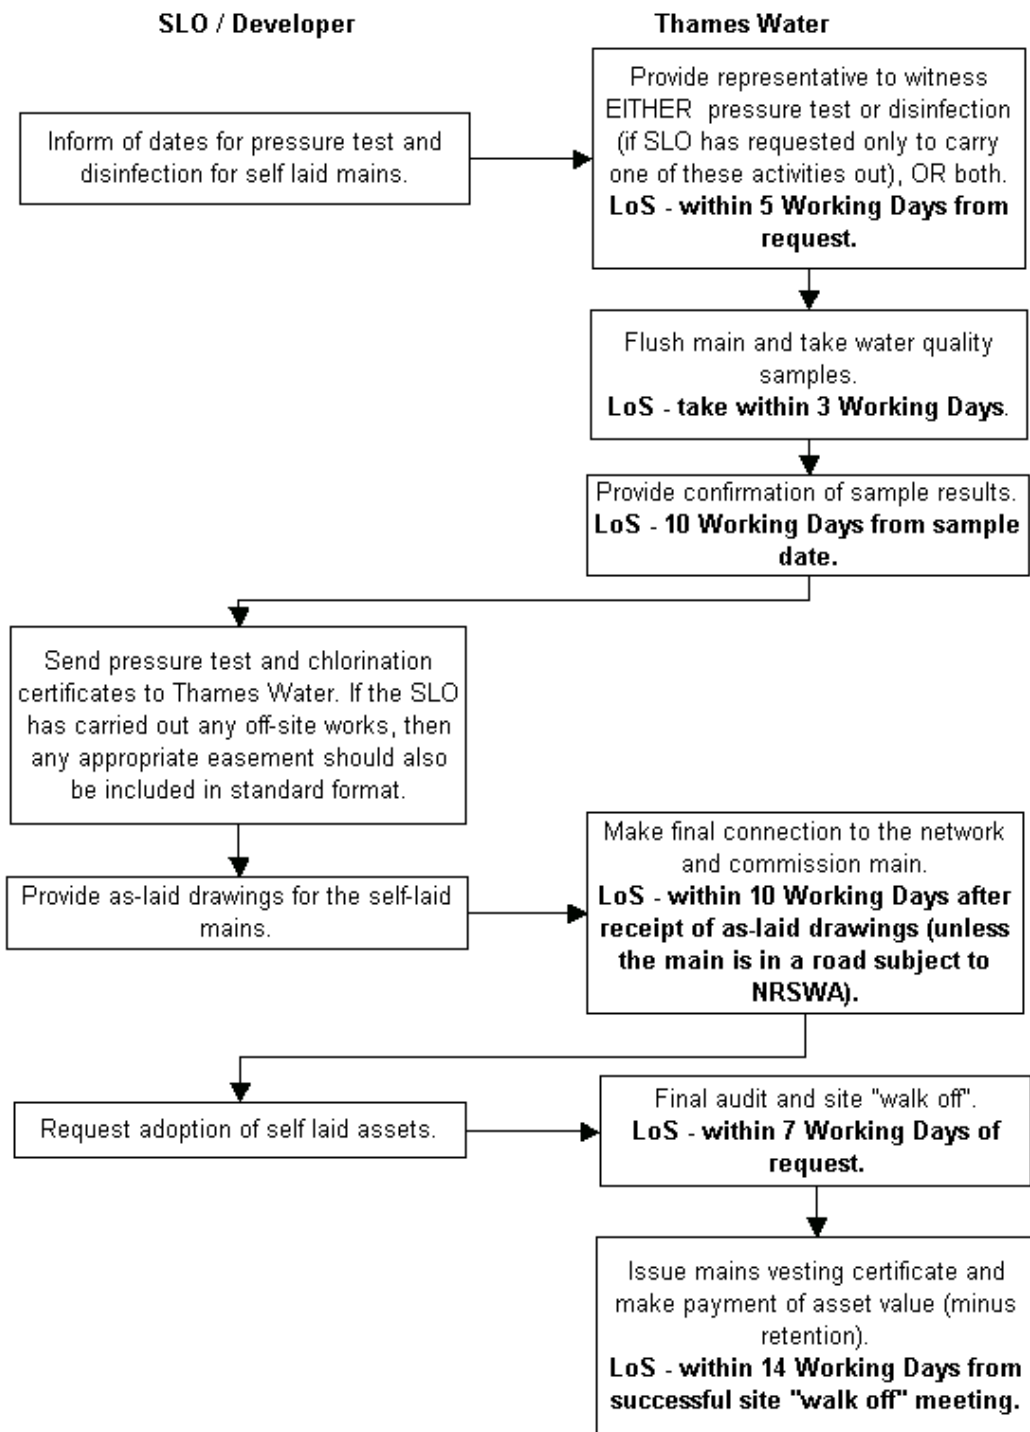 SLO / Developer
Thames Water
Inform of dates for pressure test and
disinfection for self laid mains.
Provide representative to witness
EITHER pressure test or disinfection
(if SLO has requested only to carry
one of these activities out), OR both.
LoS - within 5 Working Days from
request.
Flush main and take water quality
samples.
LoS - take within 3 Working Days.
Provide confirmation of sample results.
LoS - 10 Working Days from sample
date.
Send pressure test and chlorination
certificates to Thames Water. If the SLO
has carried out any off-site works, then
any appropriate easement should also
be included in standard format.
Provide as-laid drawings for the self-laid
mains.
Make final connection to the network
and commission main.
LoS - within 10 Working Days after
receipt of as-laid drawings (unless
the main is in a road subject to
NRSWA).
Request adoption of self laid assets.
Final audit and site "walk off".
LoS - within 7 Working Days of
request.
Issue mains vesting certificate and
make payment of asset value (minus
retention).
LoS - within 14 Working Days from
successful site "walk off" meeting.